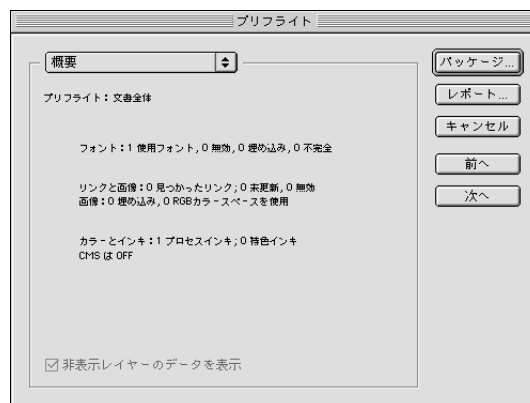 プリフライト
概要
プリフライト：文書全体
フォント：1 使用フォント, 0 無効, 0 埋め込み, 0 不完全
リンクと画像：0 見つかったリンク; 0 未更新, 0 無効
画像：0 埋め込み, 0 RGBカラースペースを使用
カラーとインキ：1 プロセスインキ; 0 特色インキ
CMS は OFF
非表示レイヤーのデータを表示
パッケージ...
レポート...
キャンセル
前へ
次へ